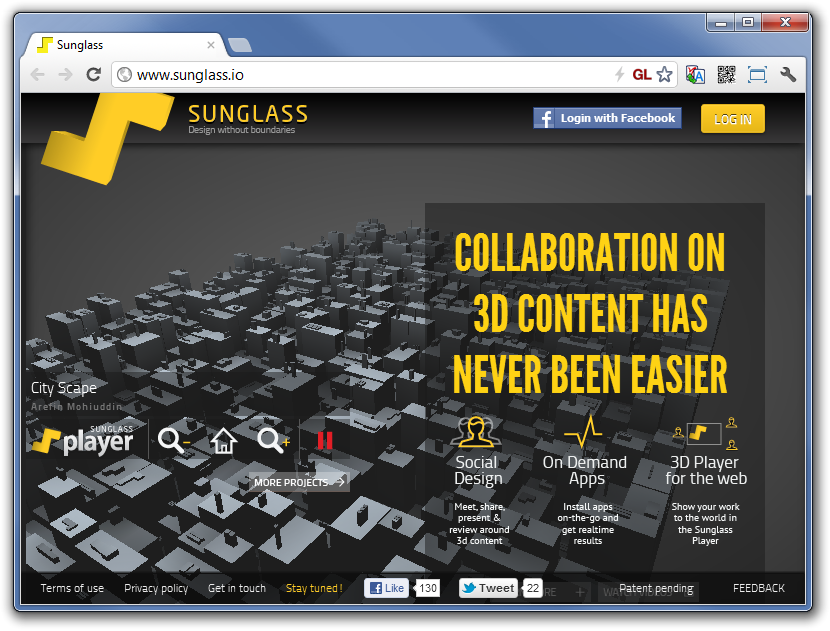 Sunglass
www.sunglass.io
GL
SUNGLASS
Design without boundaries
Login with Facebook
LOG IN
COLLABORATION ON
3D CONTENT HAS
NEVER BEEN EASIER
City Scape
Arefin Mohiuddin
SUNGLASS
player
MORE PROJECTS
Social
Design
Meet, share,
present &
review around
3d content
On Demand
Apps
Install apps
on-the-go and
get realtime
results
3D Player
for the web
Show your work
to the world in
the Sunglass
Player
Terms of use
Privacy policy
Get in touch
Stay tuned!
Like
130
Tweet
22
Patent pending
FEEDBACK